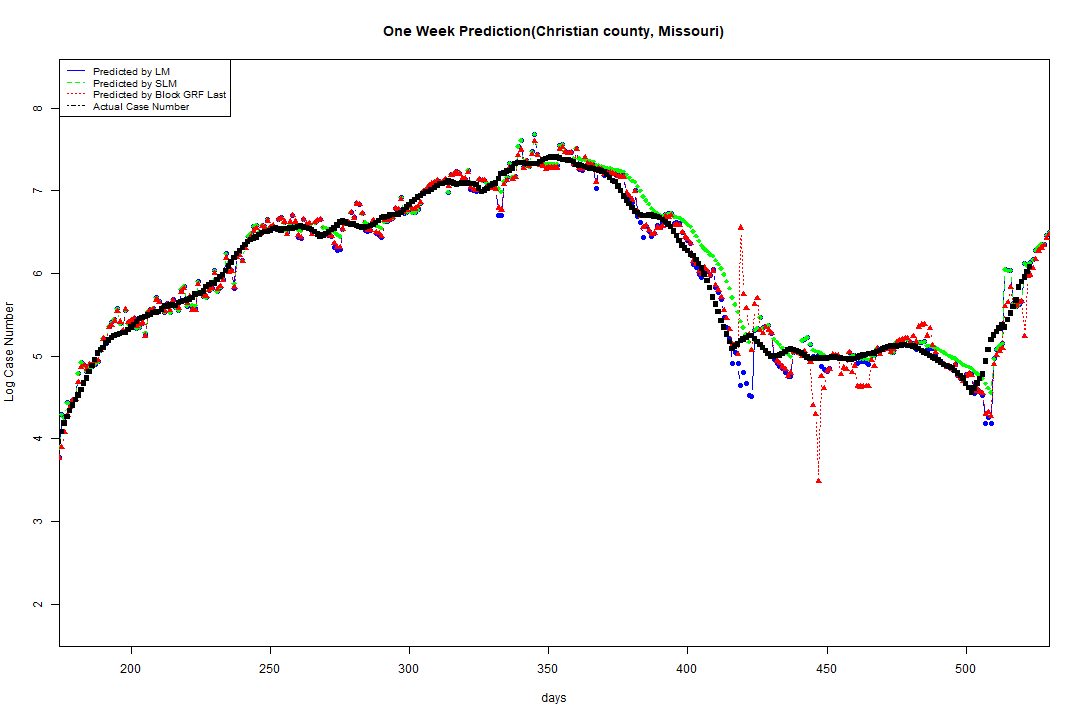 One Week Prediction(Christian county, Missouri)
Predicted by LM
Predicted by SLM
Predicted by Block GRF Last
Actual Case Number
8
7
6
5
4
3
2
Log Case Number
200 250 300 350 400 450 500
days